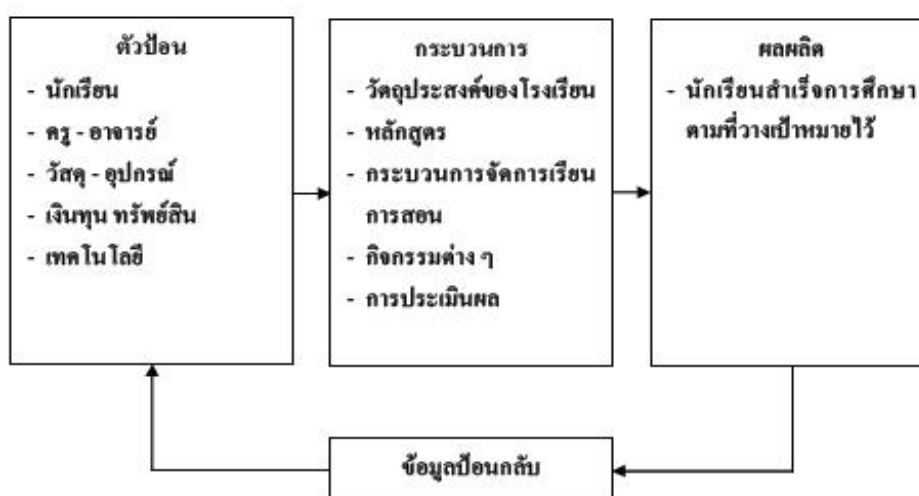 ตัวป้อน
- นักเรียน
- ครู - อาจารย์
- วัสดุ - อุปกรณ์
- เงินทุน ทรัพย์สิน
- เทคโนโลยี
กระบวนการ
- วัตถุประสงค์ของโรงเรียน
- หลักสูตร
- กระบวนการจัดการเรียน
การสอน
- กิจกรรมต่าง ๆ
- การประเมินผล
ผลผลิต
- นักเรียนสำเร็จการศึกษา
ตามที่วางเป้าหมายไว้
ข้อมูลป้อนกลับ